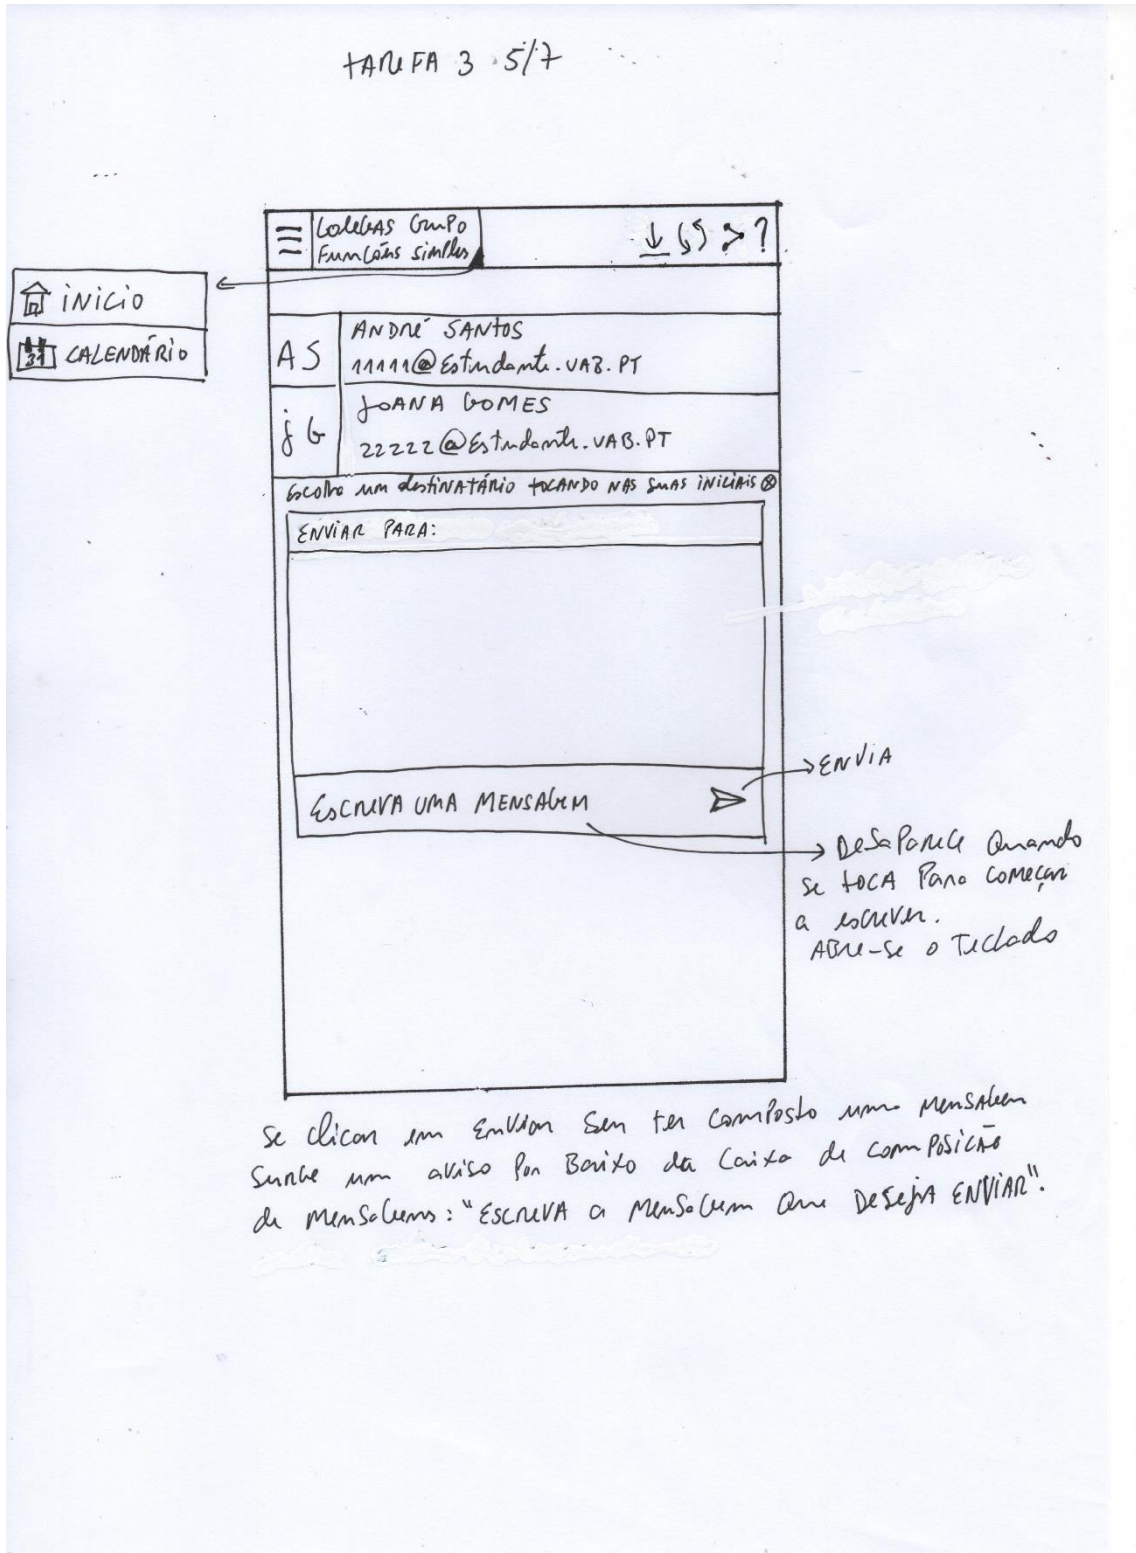 TAREFA 3 5/7
COLEGAS GRUPO
FUNÇÕES SIMPLES
?
INICIO
31 CALENDÁRIO
AS
ANDRÉ SANTOS
11111@Estudante.UAB.PT
JG
JOANA GOMES
22222@Estudante.UAB.PT
Escolha um destinatário tocando nas suas iniciais
ENVIAR PARA:
ENVIA
ESCREVA UMA MENSAGEM
Desaparece quando
se toca para começar
a escrever.
Abre-se o teclado
Se clicar em Enviar sem ter composto uma mensagem
surge um aviso por baixo da caixa de composição
de mensagens: "ESCREVA a mensagem que DESEJA ENVIAR".